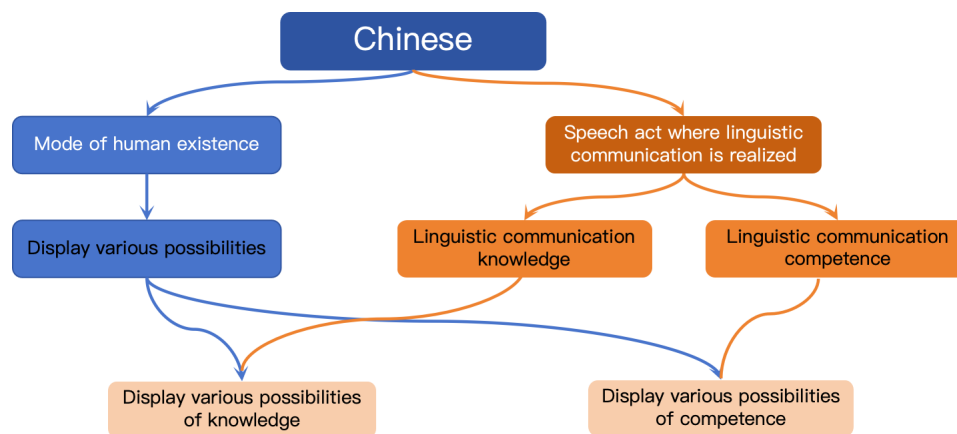 Chinese
Mode of human existence
Speech act where linguistic
communication is realized
Display various possibilities
Linguistic communication
knowledge
Linguistic communication
competence
Display various possibilities
of knowledge
Display various possibilities
of competence